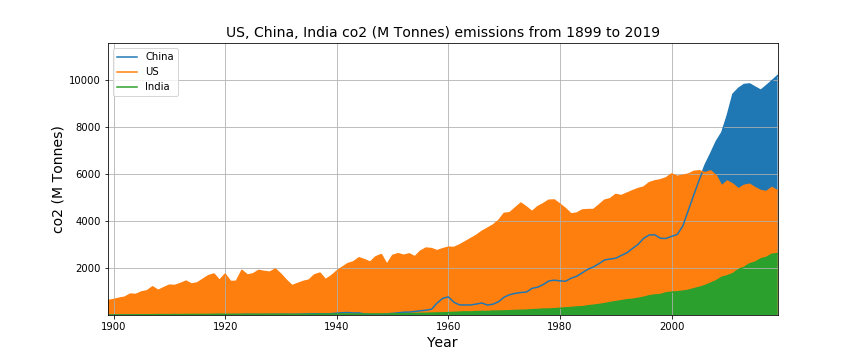 US, China, India co2 (M Tonnes) emissions from 1899 to 2019
China
US
India
10000
8000
6000
4000
2000
co2 (M Tonnes)
1900 1920 1940 1960 1980 2000
Year